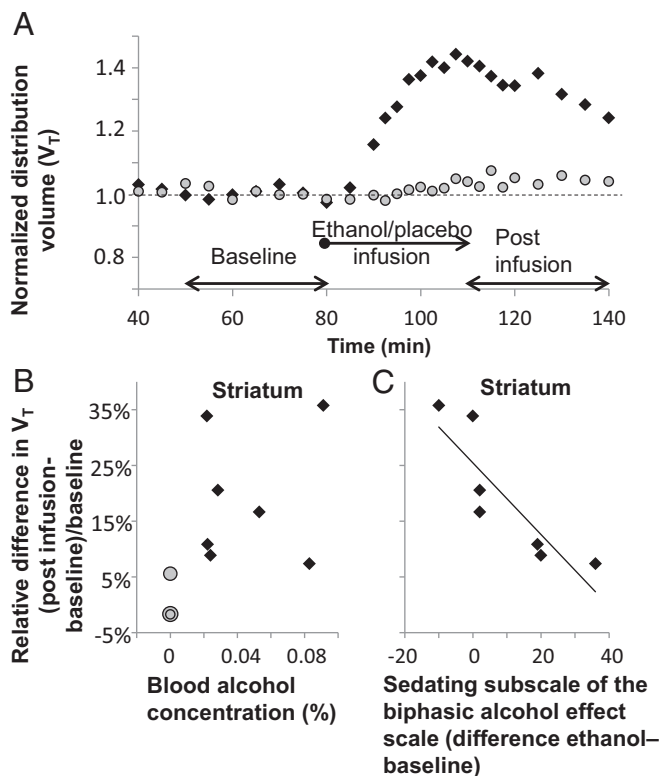 A
Normalized distribution
volume (V_T)
1.4
1.2
1.0
0.8
Baseline
Ethanol/placebo
infusion
Post
infusion
40 60 80 100 120 140
Time (min)
B
Striatum
Relative difference in V_T
(post infusion-
baseline)/baseline
35%
25%
15%
5%
-5%
0 0.04 0.08
Blood alcohol
concentration (%)
C
Striatum
-20 0 20 40
Sedating subscale of the
biphasic alcohol effect
scale (difference ethanol–
baseline)